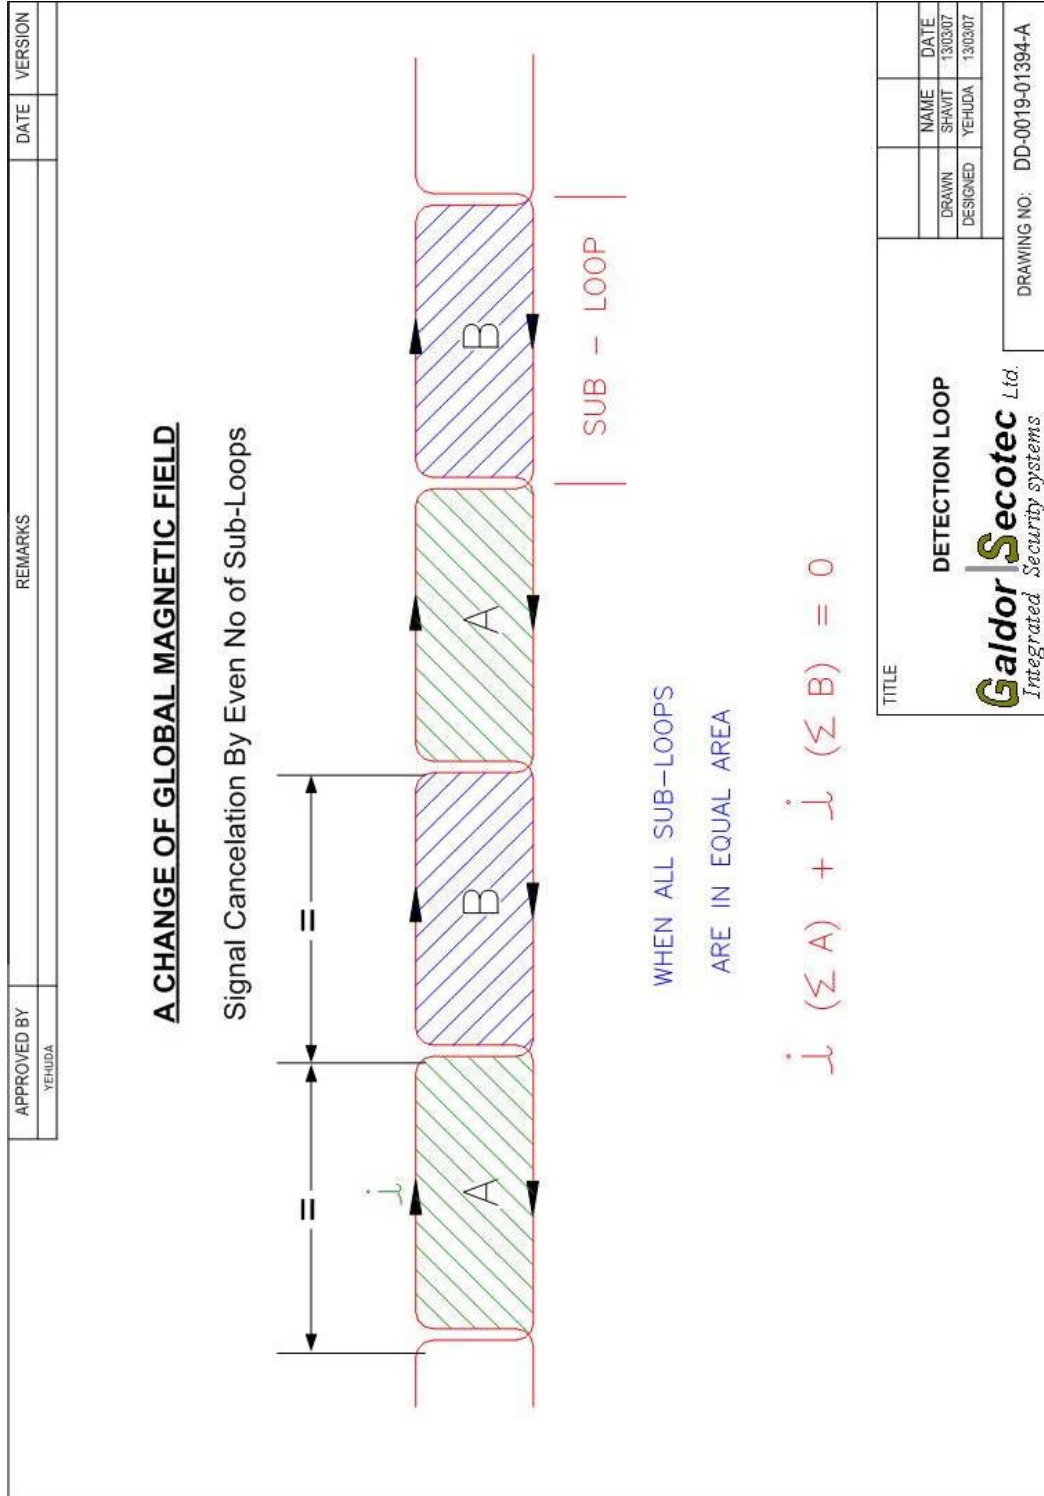 APPROVED BY REMARKS DATE VERSION
YEHUDA
A CHANGE OF GLOBAL MAGNETIC FIELD
Signal Cancelation By Even No of Sub-Loops
= =
i
A B A B
SUB - LOOP
WHEN ALL SUB-LOOPS
ARE IN EQUAL AREA
i (Σ A) + i (Σ B) = 0
TITLE
DETECTION LOOP
NAME DATE
DRAWN SHAVIT 13/03/07
DESIGNED YEHUDA 13/03/07
Galdor Secotec Ltd.
Integrated Security systems
DRAWING NO: DD-0019-01394-A